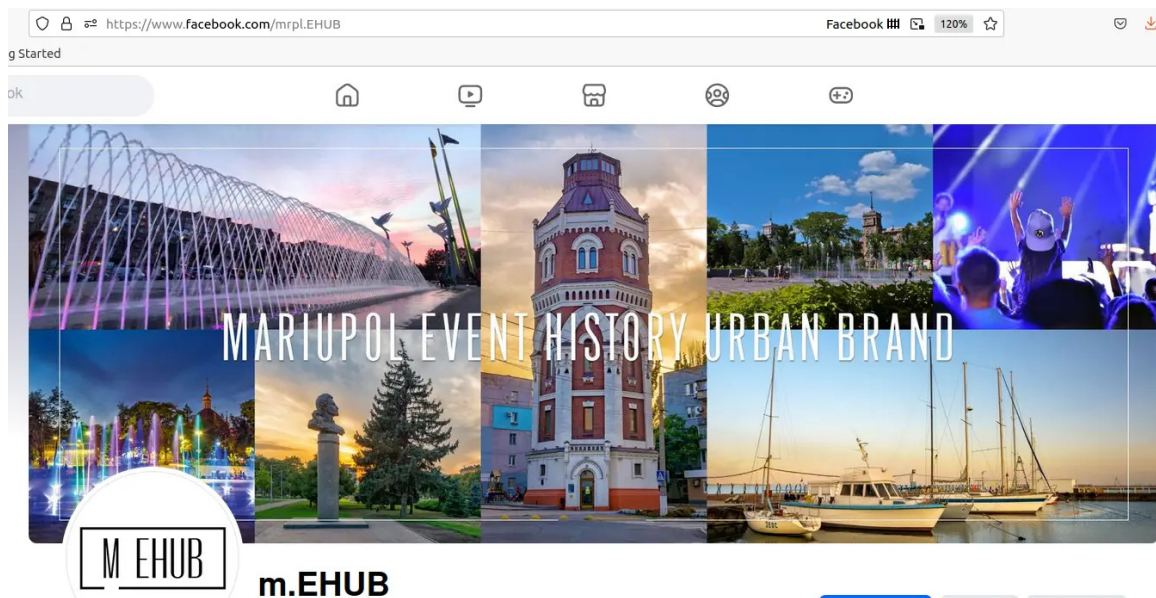 https://www.facebook.com/mrpl.EHUB
Facebook
120%
g Started
ok
MARIUPOL EVENT HISTORY URBAN BRAND
M EHUB
m.EHUB